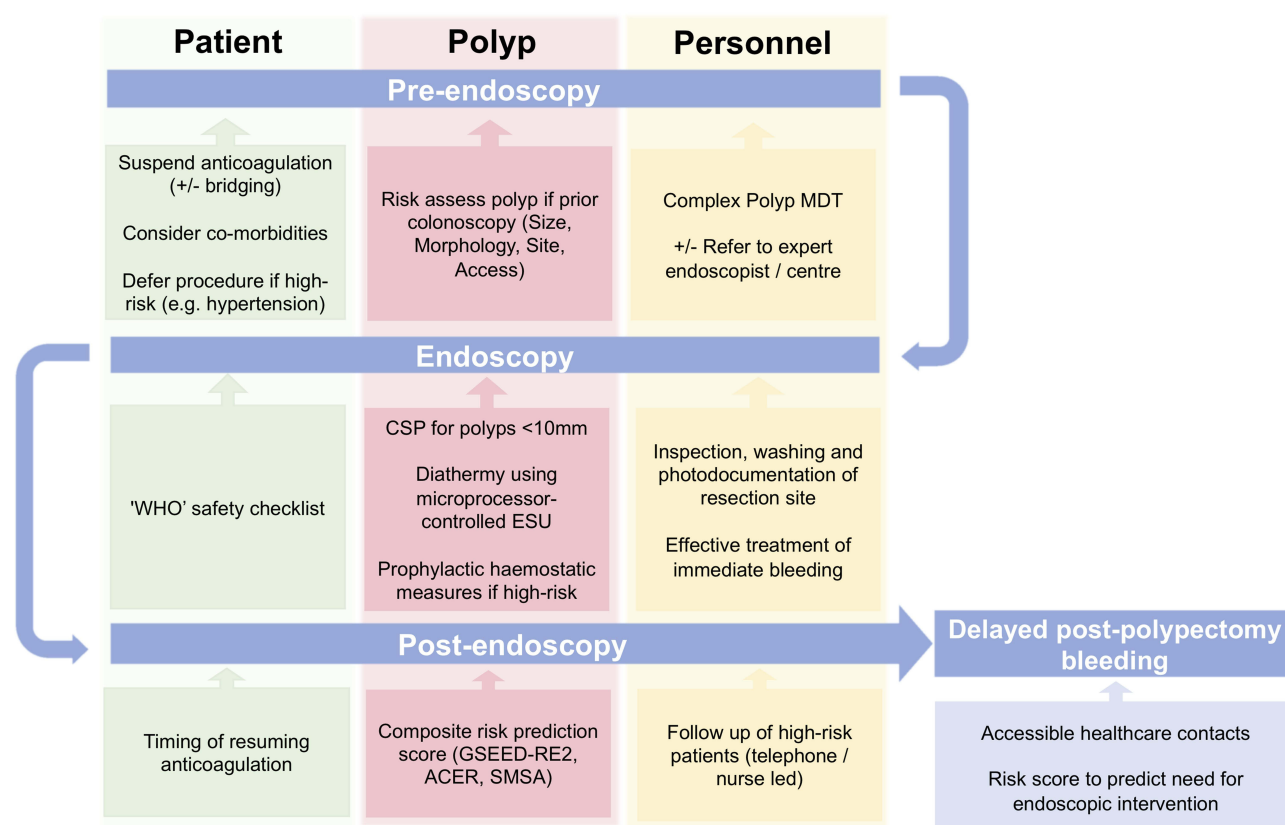 Patient
Polyp
Personnel
Pre-endoscopy
Suspend anticoagulation
(+/- bridging)
Consider co-morbidities
Defer procedure if high-
risk (e.g. hypertension)
Risk assess polyp if prior
colonoscopy (Size,
Morphology, Site,
Access)
Complex Polyp MDT
+/- Refer to expert
endoscopist / centre
Endoscopy
'WHO’ safety checklist
CSP for polyps <10mm
Diathermy using
microprocessor-
controlled ESU
Prophylactic haemostatic
measures if high-risk
Inspection, washing and
photodocumentation of
resection site
Effective treatment of
immediate bleeding
Post-endoscopy
Delayed post-polypectomy
bleeding
Timing of resuming
anticoagulation
Composite risk prediction
score (GSEED-RE2,
ACER, SMSA)
Follow up of high-risk
patients (telephone /
nurse led)
Accessible healthcare contacts
Risk score to predict need for
endoscopic intervention